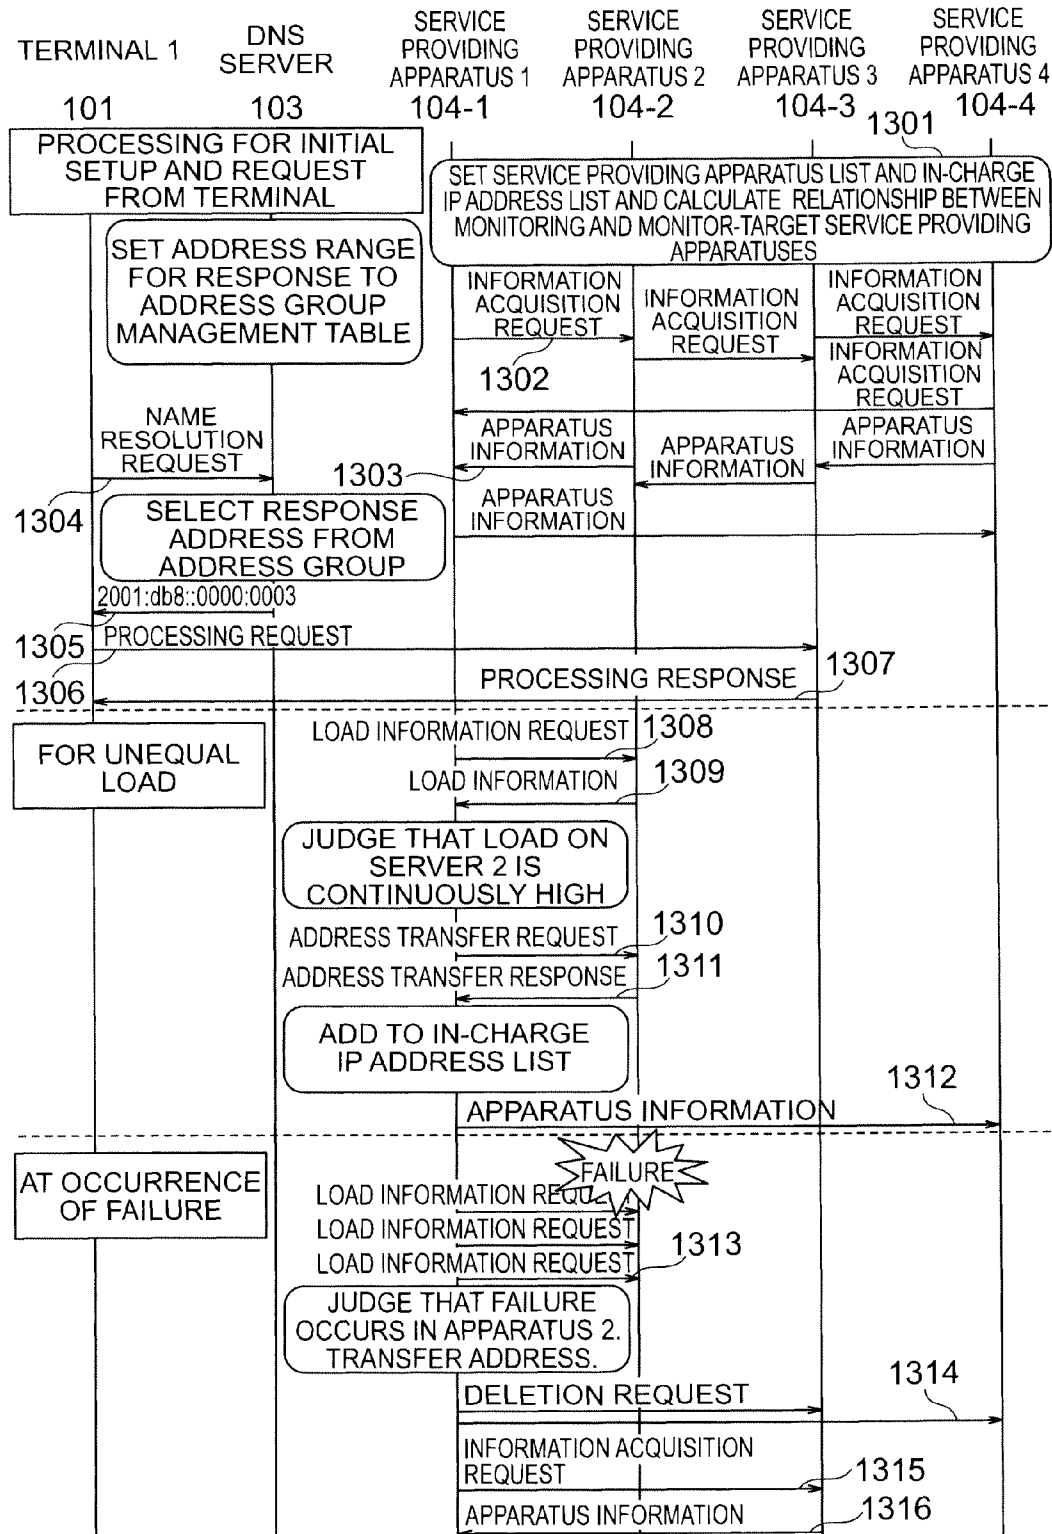 TERMINAL 1
DNS
SERVER
SERVICE
PROVIDING
APPARATUS 1
SERVICE
PROVIDING
APPARATUS 2
SERVICE
PROVIDING
APPARATUS 3
SERVICE
PROVIDING
APPARATUS 4
101
103
104-1
104-2
104-3
104-4
1301
PROCESSING FOR INITIAL
SETUP AND REQUEST
FROM TERMINAL
SET SERVICE PROVIDING APPARATUS LIST AND IN-CHARGE
IP ADDRESS LIST AND CALCULATE RELATIONSHIP BETWEEN
MONITORING AND MONITOR-TARGET SERVICE PROVIDING
APPARATUSES
SET ADDRESS RANGE
FOR RESPONSE TO
ADDRESS GROUP
MANAGEMENT TABLE
INFORMATION
ACQUISITION
REQUEST
1302
INFORMATION
ACQUISITION
REQUEST
INFORMATION
ACQUISITION
REQUEST
INFORMATION
ACQUISITION
REQUEST
NAME
RESOLUTION
REQUEST
1304
APPARATUS
INFORMATION
1303
APPARATUS
INFORMATION
APPARATUS
INFORMATION
SELECT RESPONSE
ADDRESS FROM
ADDRESS GROUP
APPARATUS
INFORMATION
2001:db8::0000:0003
1305
PROCESSING REQUEST
1306
PROCESSING RESPONSE
1307
FOR UNEQUAL
LOAD
LOAD INFORMATION REQUEST
1308
LOAD INFORMATION
1309
JUDGE THAT LOAD ON
SERVER 2 IS
CONTINUOUSLY HIGH
ADDRESS TRANSFER REQUEST
1310
ADDRESS TRANSFER RESPONSE
1311
ADD TO IN-CHARGE
IP ADDRESS LIST
APPARATUS INFORMATION
1312
AT OCCURRENCE
OF FAILURE
FAILURE
LOAD INFORMATION REQUE
LOAD INFORMATION REQUEST
LOAD INFORMATION REQUEST
1313
JUDGE THAT FAILURE
OCCURS IN APPARATUS 2.
TRANSFER ADDRESS.
DELETION REQUEST
1314
INFORMATION ACQUISITION
REQUEST
1315
APPARATUS INFORMATION
1316